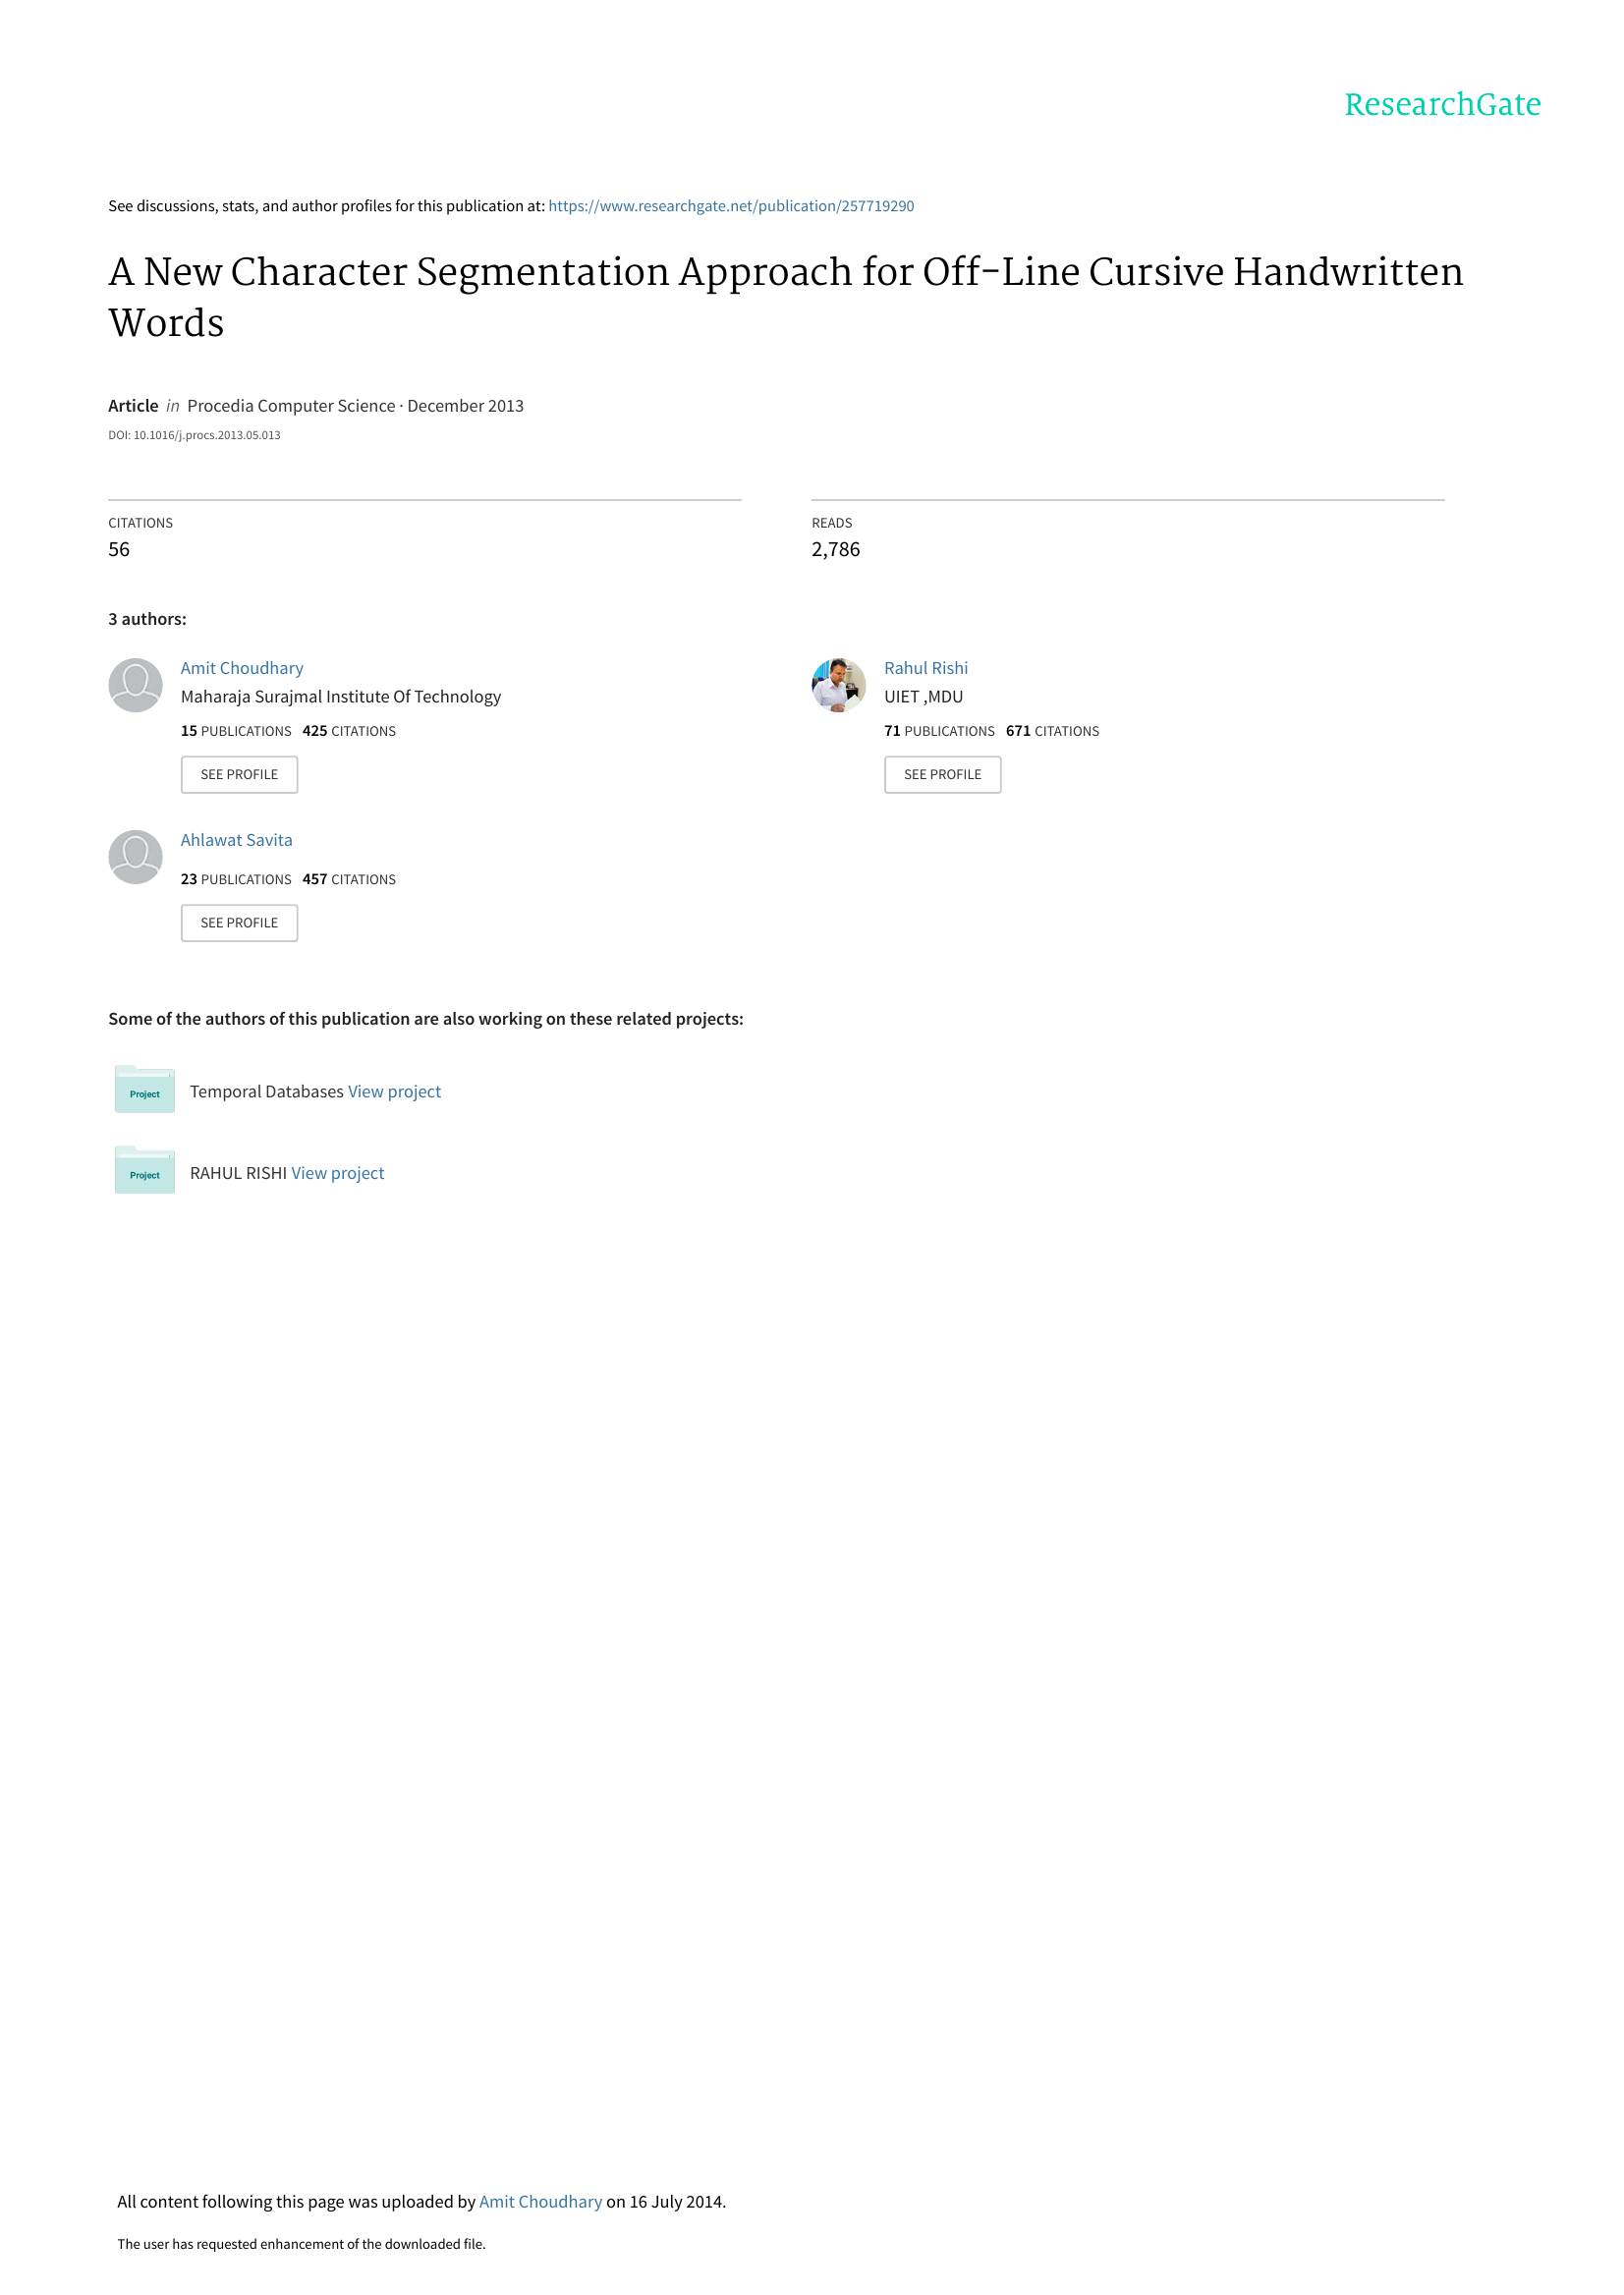 ResearchGate
See discussions, stats, and author profiles for this publication at: https://www.researchgate.net/publication/257719290
A New Character Segmentation Approach for Off-Line Cursive Handwritten
Words
Article in Procedia Computer Science · December 2013
DOI: 10.1016/j.procs.2013.05.013
CITATIONS
56
READS
2,786
3 authors:
Amit Choudhary
Maharaja Surajmal Institute Of Technology
15 PUBLICATIONS 425 CITATIONS
SEE PROFILE
Rahul Rishi
UIET ,MDU
71 PUBLICATIONS 671 CITATIONS
SEE PROFILE
Ahlawat Savita
23 PUBLICATIONS 457 CITATIONS
SEE PROFILE
Some of the authors of this publication are also working on these related projects:
Project
Temporal Databases View project
Project
RAHUL RISHI View project
All content following this page was uploaded by Amit Choudhary on 16 July 2014.
The user has requested enhancement of the downloaded file.